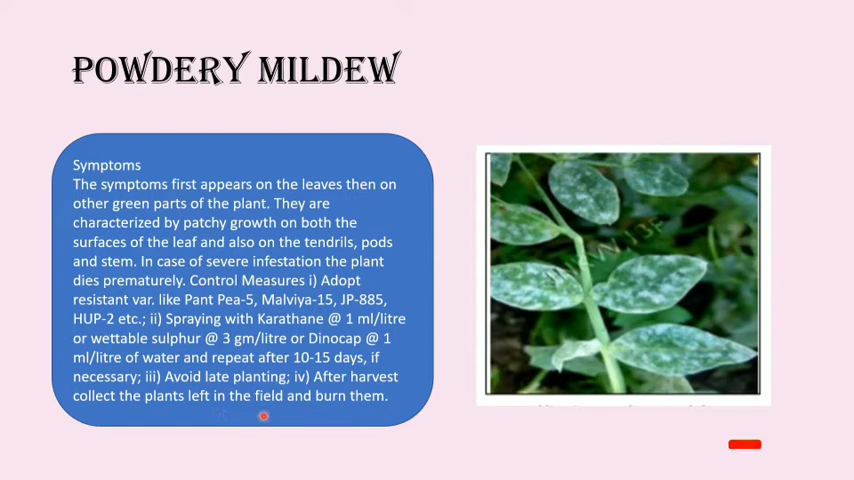 POWDERY MILDEW
Symptoms
The symptoms first appears on the leaves then on
other green parts of the plant. They are
characterized by patchy growth on both the
surfaces of the leaf and also on the tendrils, pods
and stem. In case of severe infestation the plant
dies prematurely. Control Measures i) Adopt
resistant var. like Pant Pea-5, Malviya-15, JP-885,
HUP-2 etc.; ii) Spraying with Karathane @ 1 ml/litre
or wettable sulphur @ 3 gm/litre or Dinocap @ 1
ml/litre of water and repeat after 10-15 days, if
necessary; iii) Avoid late planting; iv) After harvest
collect the plants left in the field and burn them.